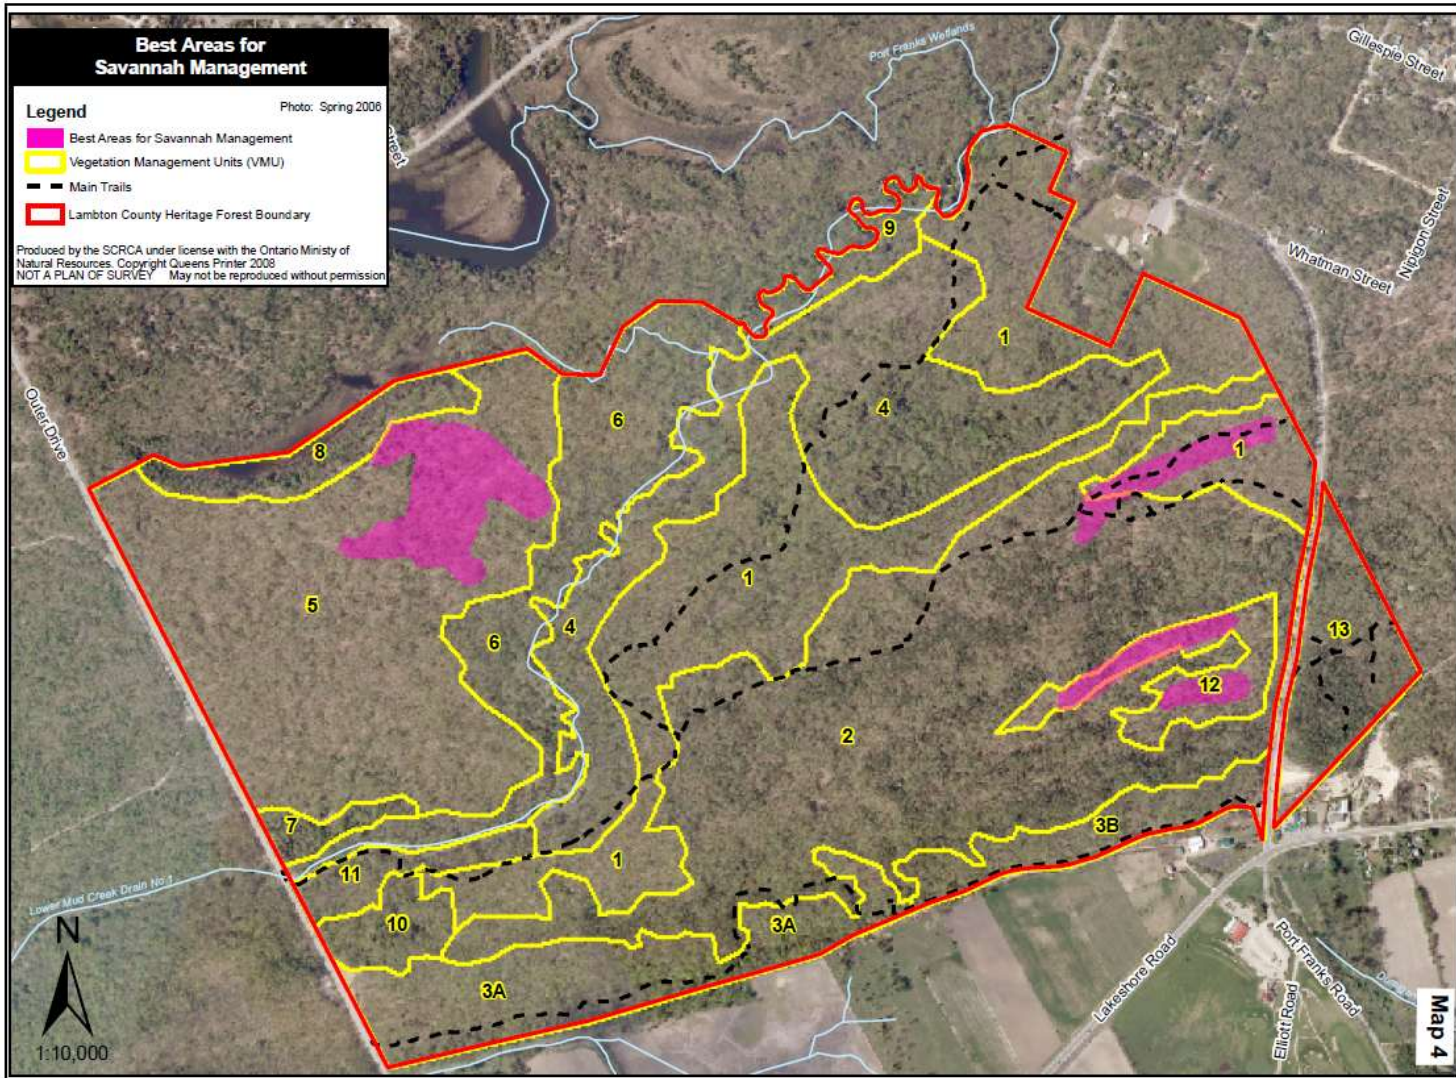 Best Areas for
Savannah Management
Legend
Photo: Spring 2006
Best Areas for Savannah Management
Vegetation Management Units (VMU)
Main Trails
Lambton County Heritage Forest Boundary
Produced by the SCRCA under license with the Ontario Ministy of
Natural Resources. Copyright Queens Printer 2008
NOT A PLAN OF SURVEY May not be reproduced without permission
Street
Port Franks Wetlands
Gillespie Street
Nipigon Street
Whatman Street
Outer Drive
9
1
6
4
8
1
5
1
6
4
13
12
2
7
3B
11
1
10
3A
3A
Lower Mud Creek Drain No.1
N
1:10,000
Lakeshore Road
Port Franks Road
Elliott Road
Map 4